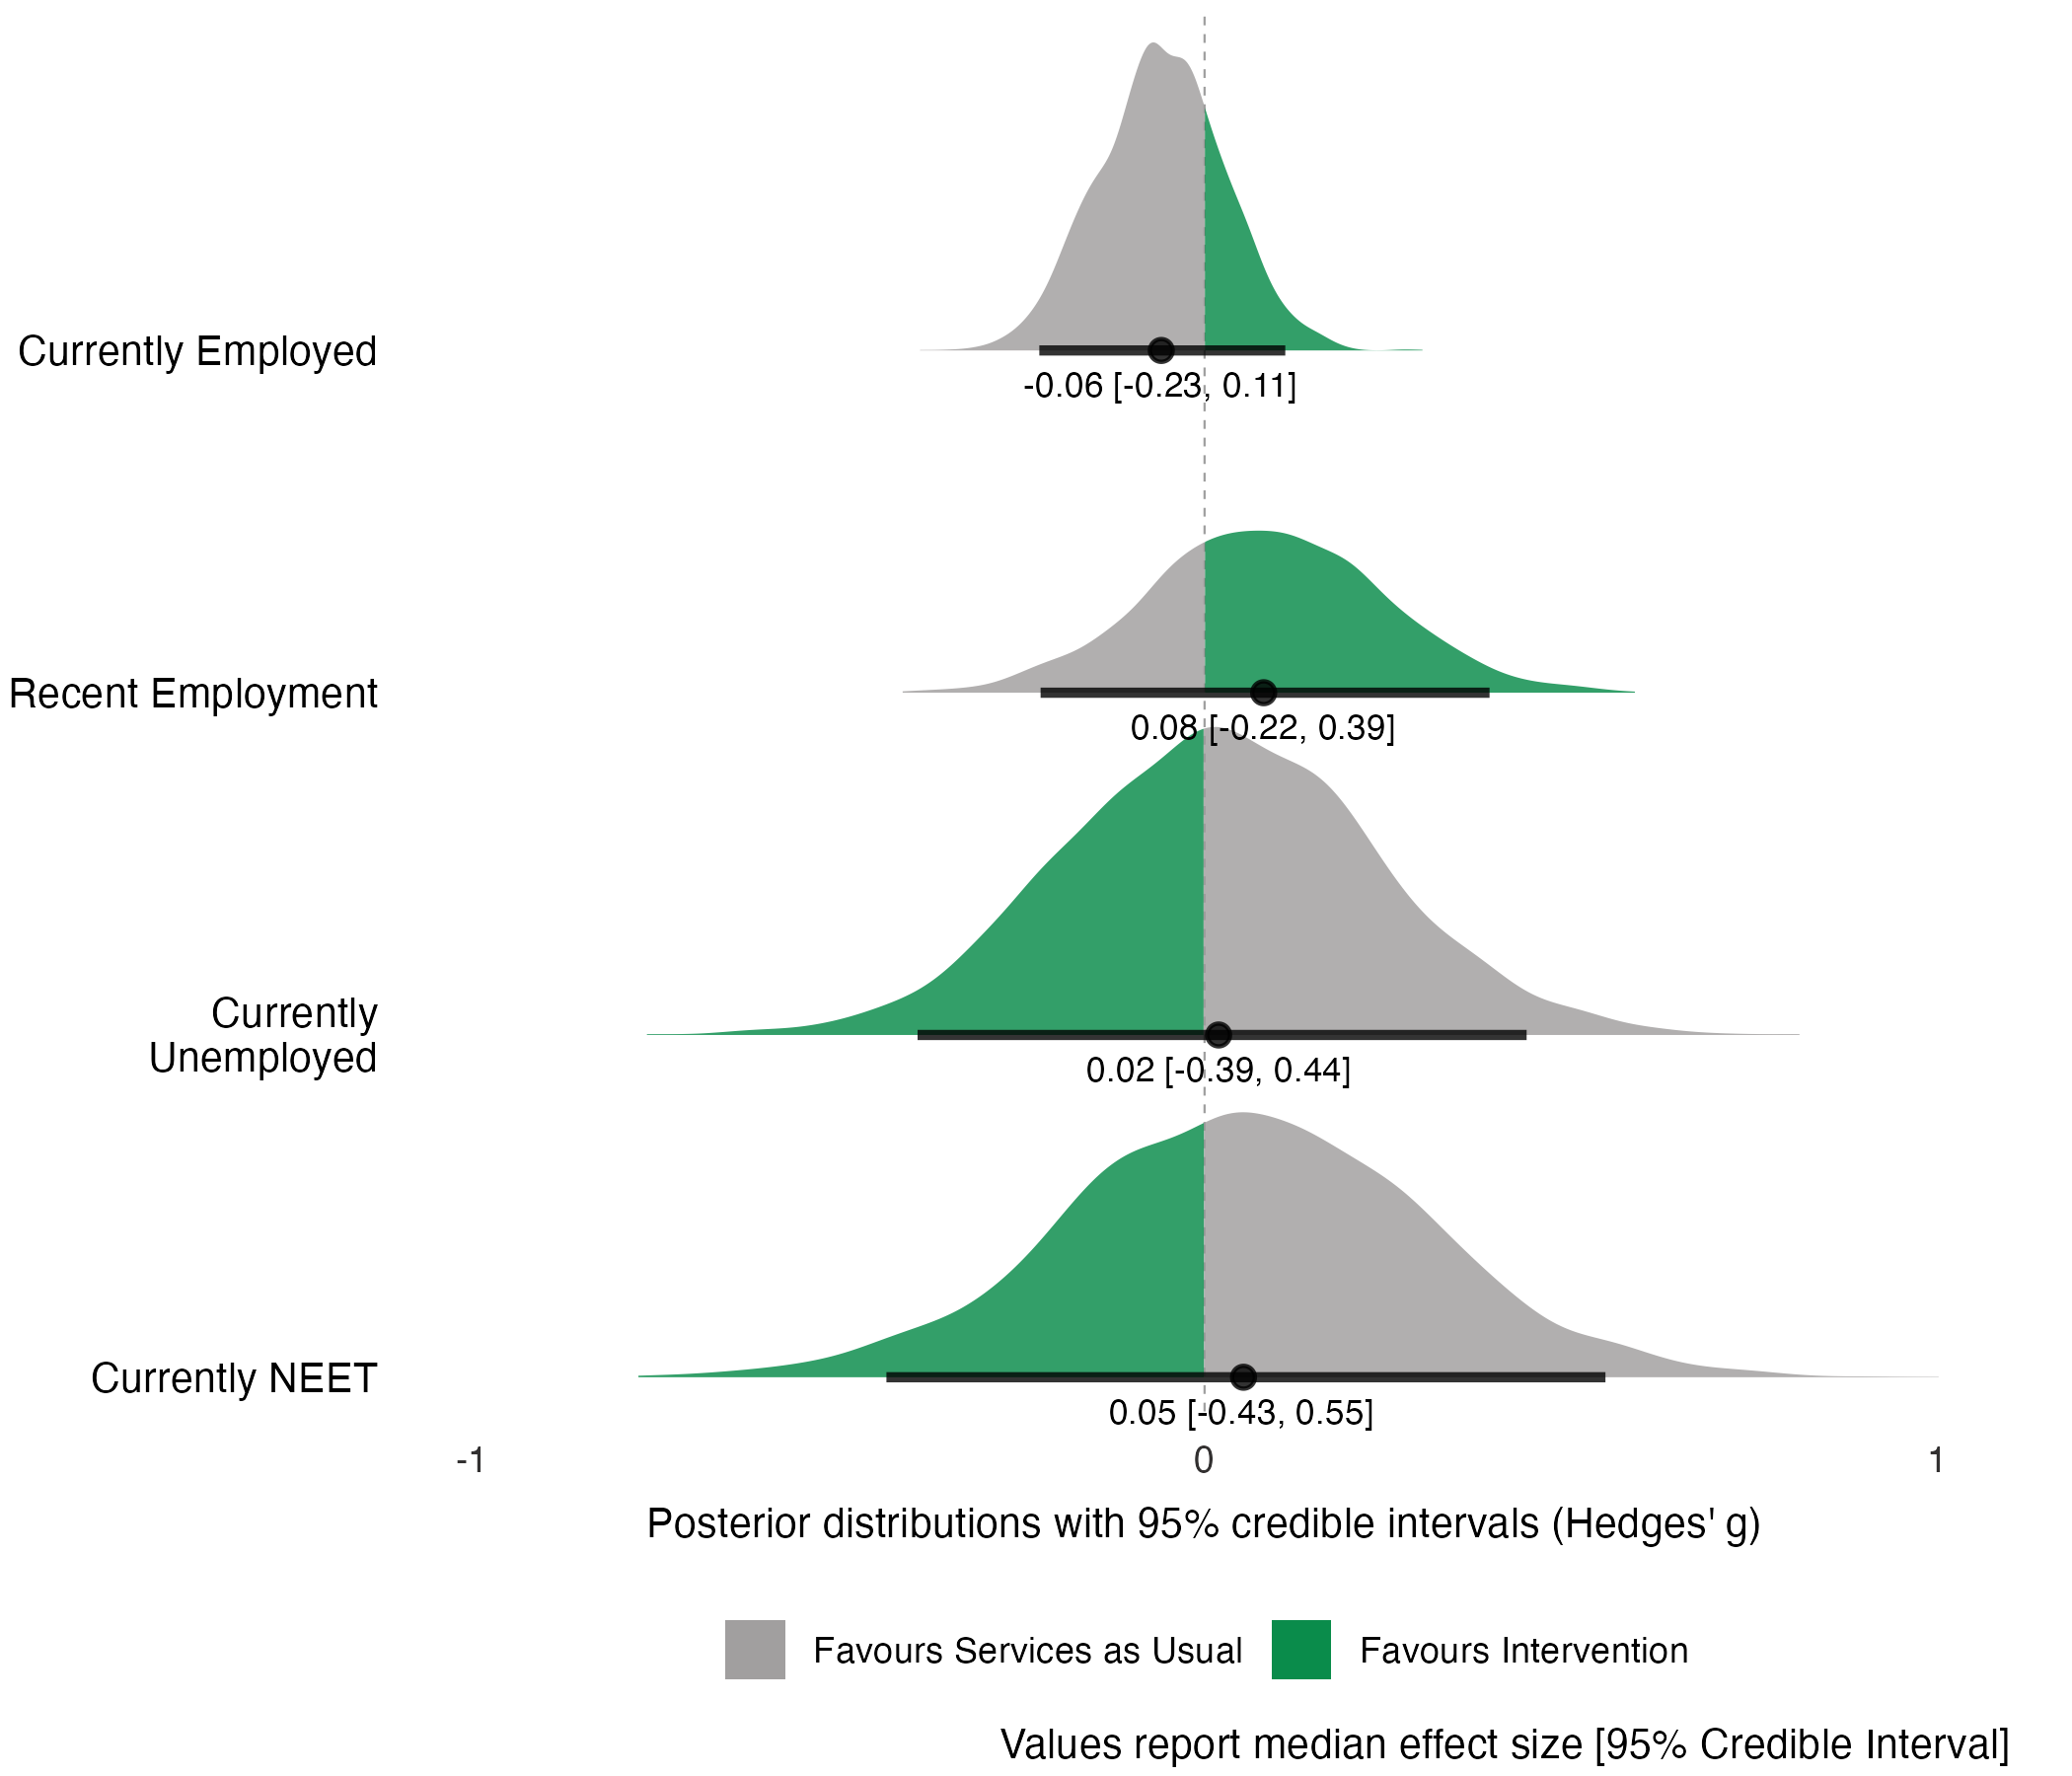 Currently Employed
-0.06 [-0.23, 0.11]
Recent Employment
0.08 [-0.22, 0.39]
Currently
Unemployed
0.02 [-0.39, 0.44]
Currently NEET
0.05 [-0.43, 0.55]
-1 0 1
Posterior distributions with 95% credible intervals (Hedges' g)
Favours Services as Usual Favours Intervention
Values report median effect size [95% Credible Interval]